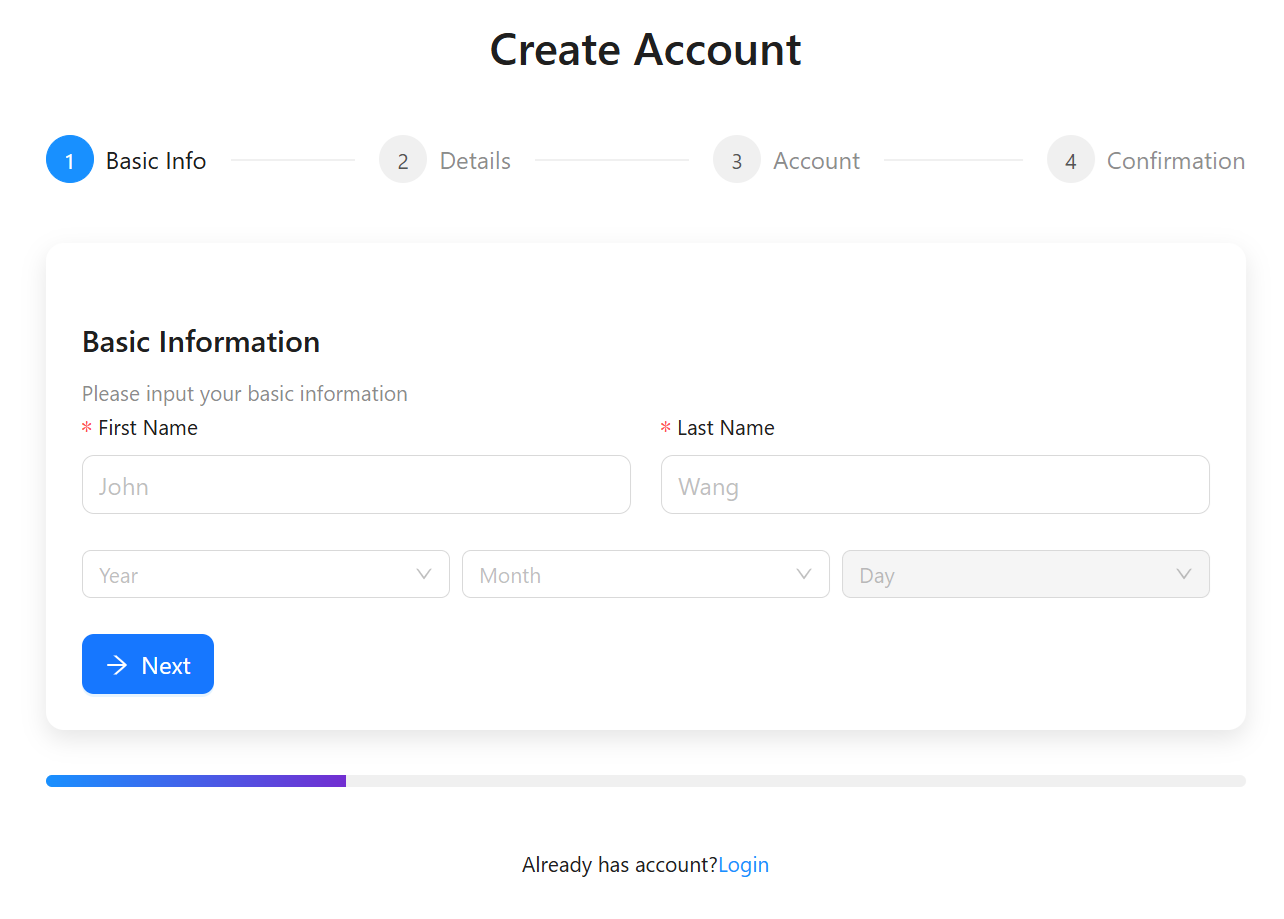 Create Account
1 Basic Info 2 Details 3 Account 4 Confirmation
Basic Information
Please input your basic information
* First Name * Last Name
John Wang
Year Month Day
Next
Already has account?Login